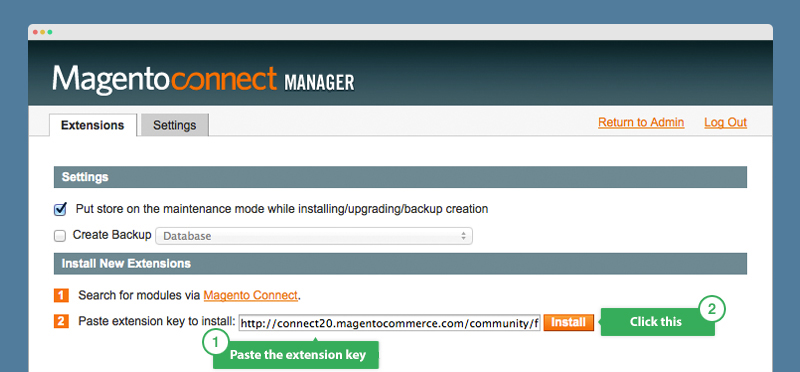 Magentoconnect MANAGER
Extensions Settings Return to Admin Log Out
Settings
Put store on the maintenance mode while installing/upgrading/backup creation
Create Backup Database
Install New Extensions
1 Search for modules via Magento Connect.
2 Paste extension key to install: http://connect20.magentocommerce.com/community/f Install
2 Click this
1 Paste the extension key